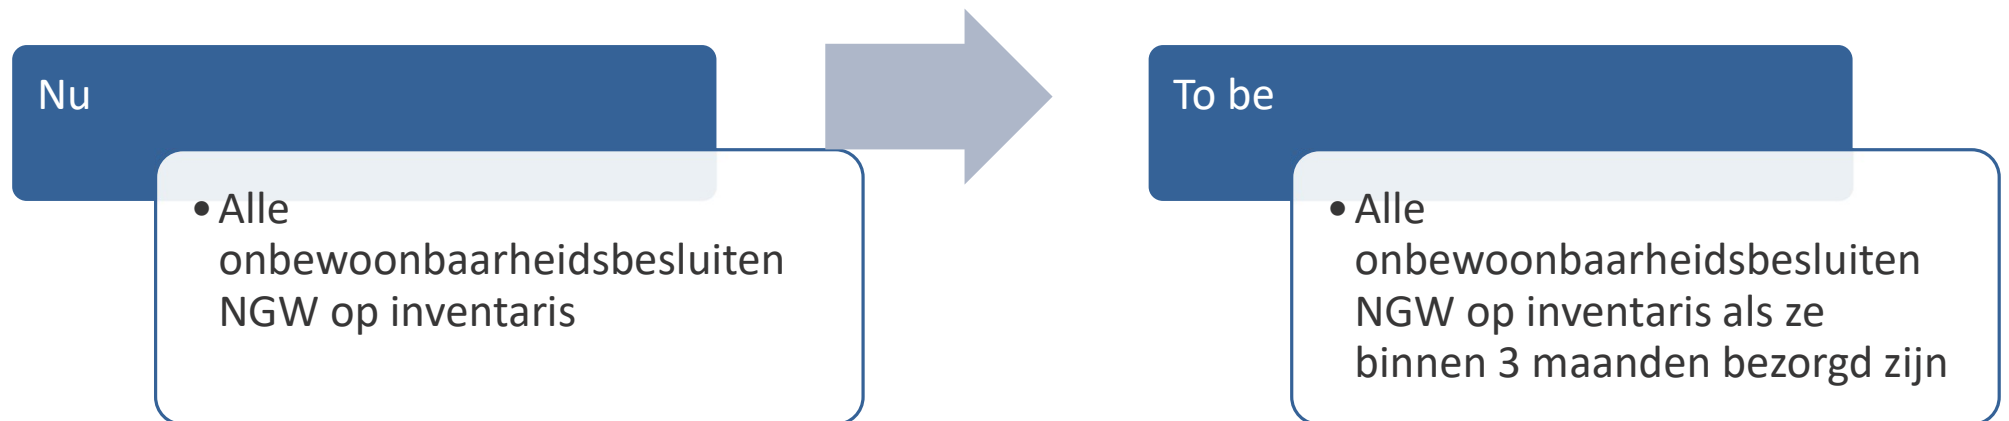 Nu
• Alle
onbewoonbaarheidsbesluiten
NGW op inventaris
To be
• Alle
onbewoonbaarheidsbesluiten
NGW op inventaris als ze
binnen 3 maanden bezorgd zijn